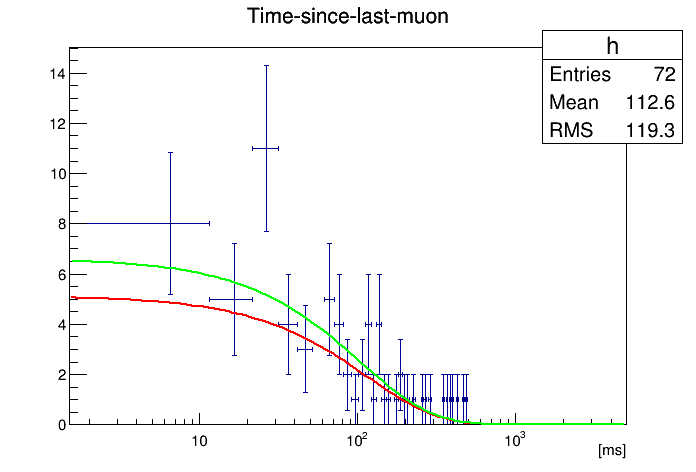 Time-since-last-muon
h
Entries 72
Mean 112.6
RMS 119.3
14
12
10
8
6
4
2
0
10 10² 10³
[ms]